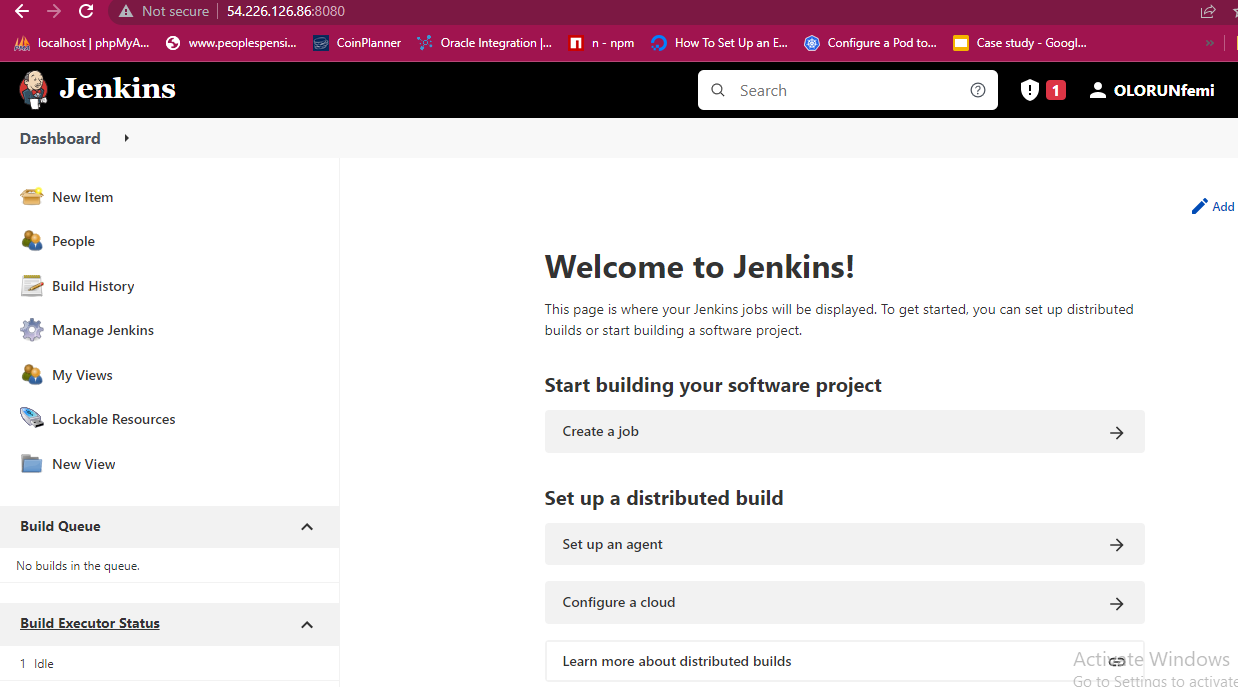 Not secure | 54.226.126.86:8080
localhost | phpMyA...
www.peoplespensi...
CoinPlanner
Oracle Integration |...
n - npm
How To Set Up an E...
Configure a Pod to...
Case study - Googl...
»
Jenkins
Search
1
OLORUNfemi
Dashboard
New Item
People
Build History
Manage Jenkins
My Views
Lockable Resources
New View
Build Queue
No builds in the queue.
Build Executor Status
1 Idle
Add
Welcome to Jenkins!
This page is where your Jenkins jobs will be displayed. To get started, you can set up distributed
builds or start building a software project.
Start building your software project
Create a job
Set up a distributed build
Set up an agent
Configure a cloud
Learn more about distributed builds
Activate Windows
Go to Settings to activate